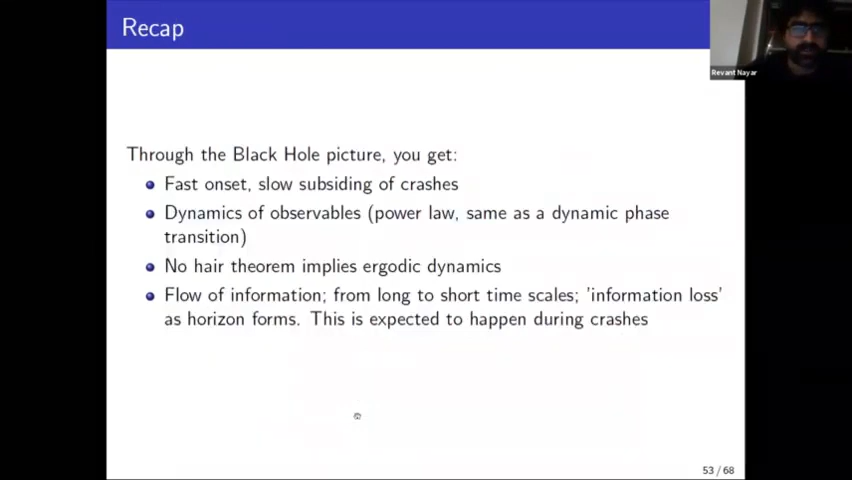 Recap
Revant Nayar
Through the Black Hole picture, you get:
Fast onset, slow subsiding of crashes
Dynamics of observables (power law, same as a dynamic phase
transition)
No hair theorem implies ergodic dynamics
Flow of information; from long to short time scales; 'information loss'
as horizon forms. This is expected to happen during crashes
53 / 68